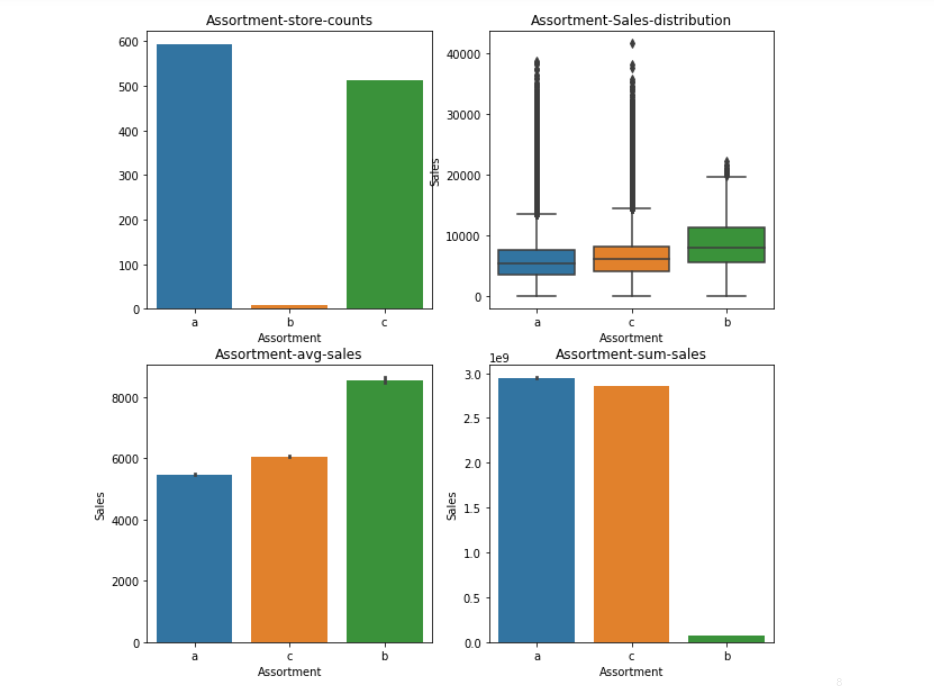 Assortment-store-counts
600
500
400
300
200
100
0
a b c
Assortment
Assortment-Sales-distribution
40000
30000
20000
10000
0
Sales
a c b
Assortment
Assortment-avg-sales
8000
6000
4000
2000
0
Sales
a c b
Assortment
Assortment-sum-sales
1e9
3.0
2.5
2.0
1.5
1.0
0.5
0.0
Sales
a c b
Assortment
8